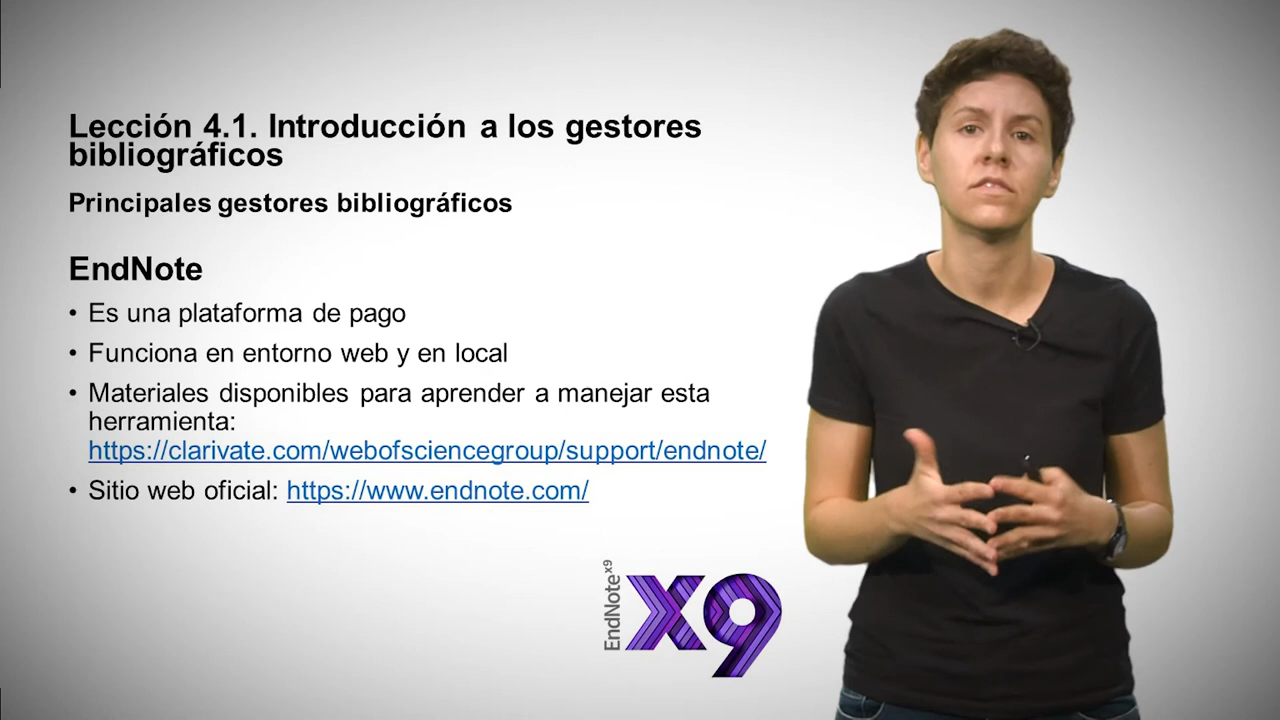 Lección 4.1. Introducción a los gestores
bibliográficos
Principales gestores bibliográficos
EndNote
• Es una plataforma de pago
• Funciona en entorno web y en local
• Materiales disponibles para aprender a manejar esta
herramienta:
https://clarivate.com/webofsciencegroup/support/endnote/
• Sitio web oficial: https://www.endnote.com/
EndNote x9
X9